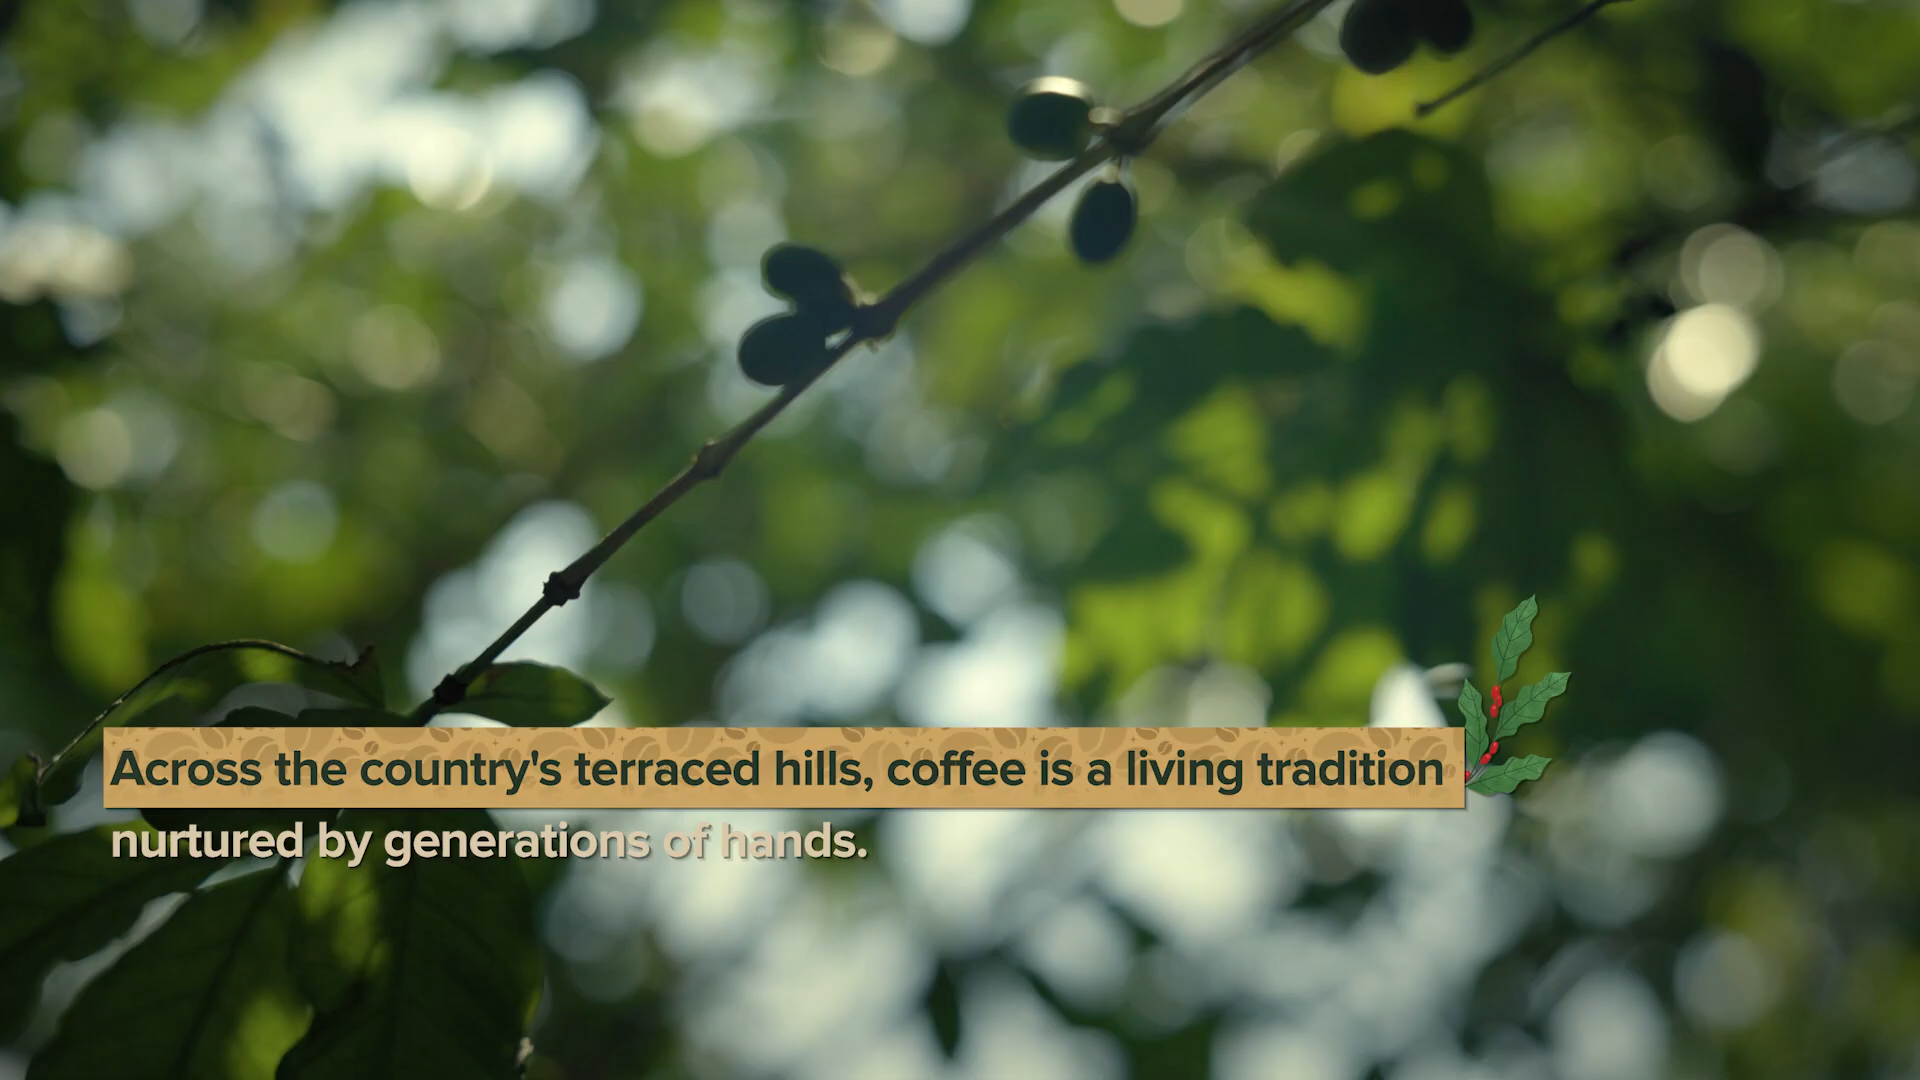 Across the country's terraced hills, coffee is a living tradition
nurtured by generations of hands.